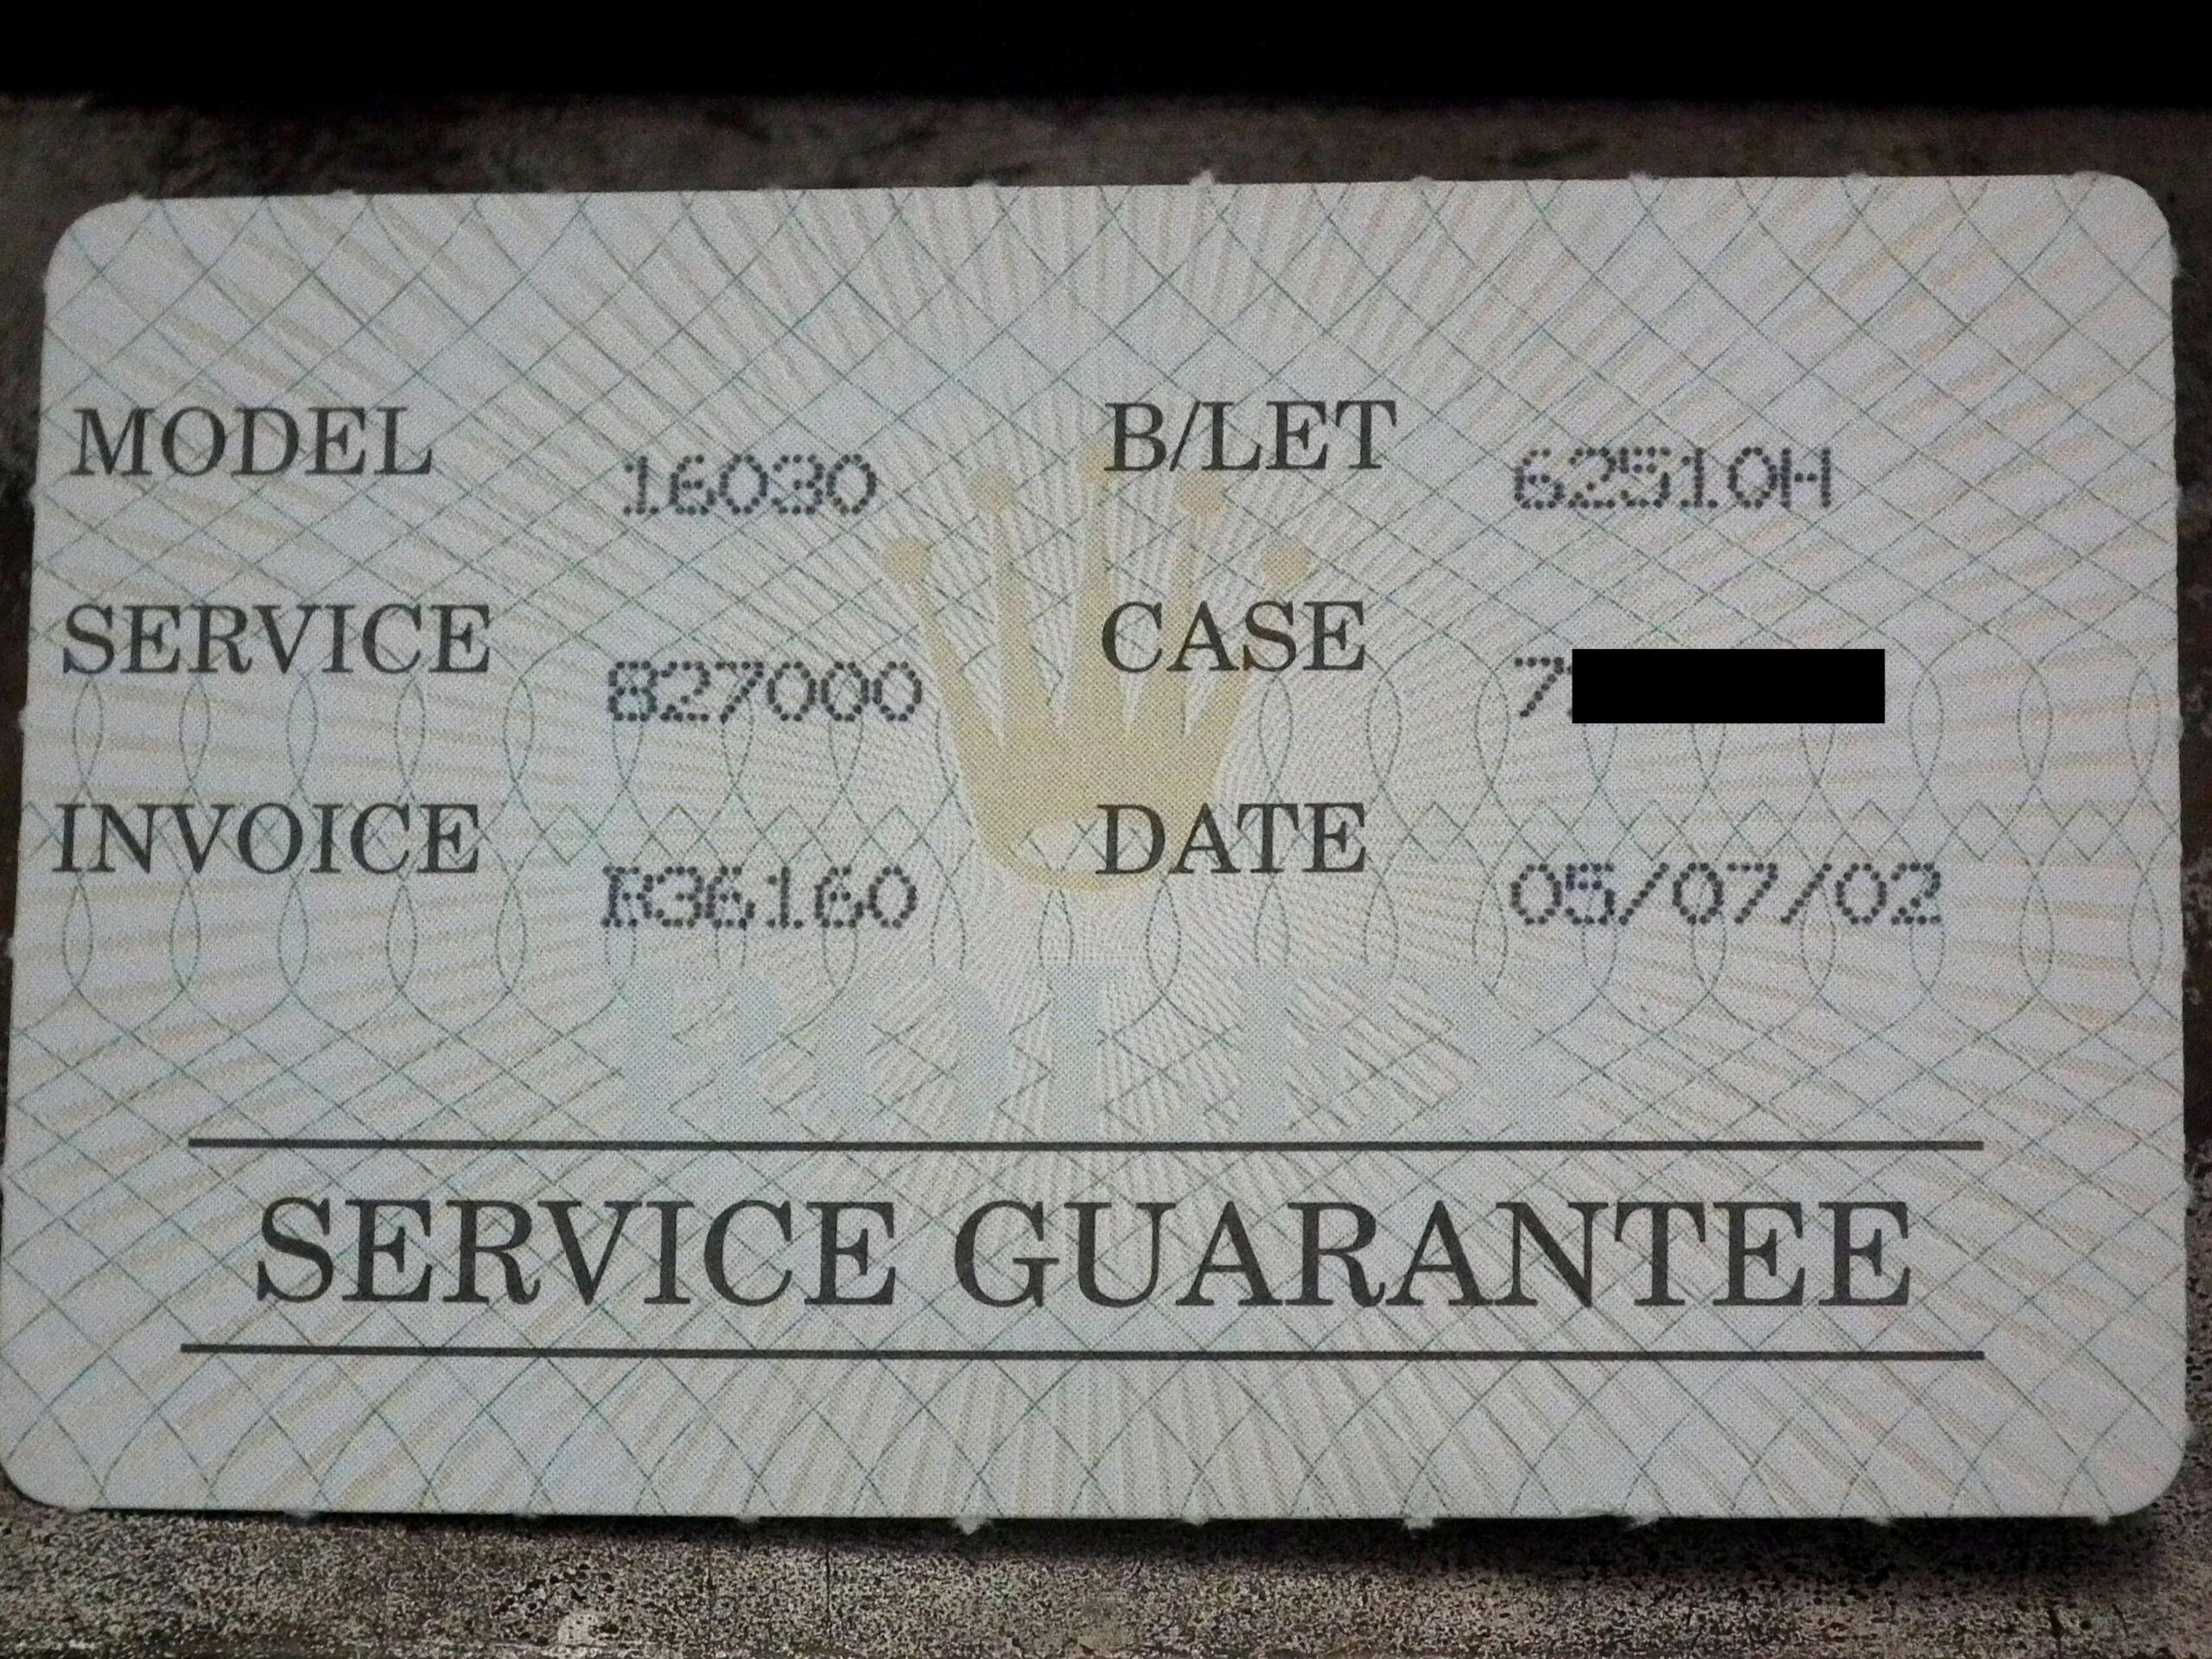 MODEL 16030 B/LET 62510H
SERVICE 827000 CASE 7
INVOICE R36160 DATE 05/07/02
SERVICE GUARANTEE